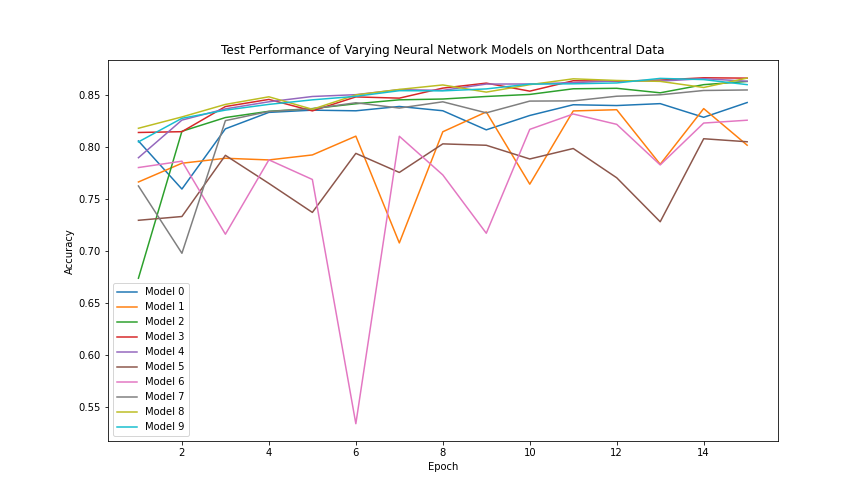 Test Performance of Varying Neural Network Models on Northcentral Data
Accuracy
0.85
0.80
0.75
0.70
0.65
0.60
0.55
Model 0
Model 1
Model 2
Model 3
Model 4
Model 5
Model 6
Model 7
Model 8
Model 9
2 4 6 8 10 12 14
Epoch